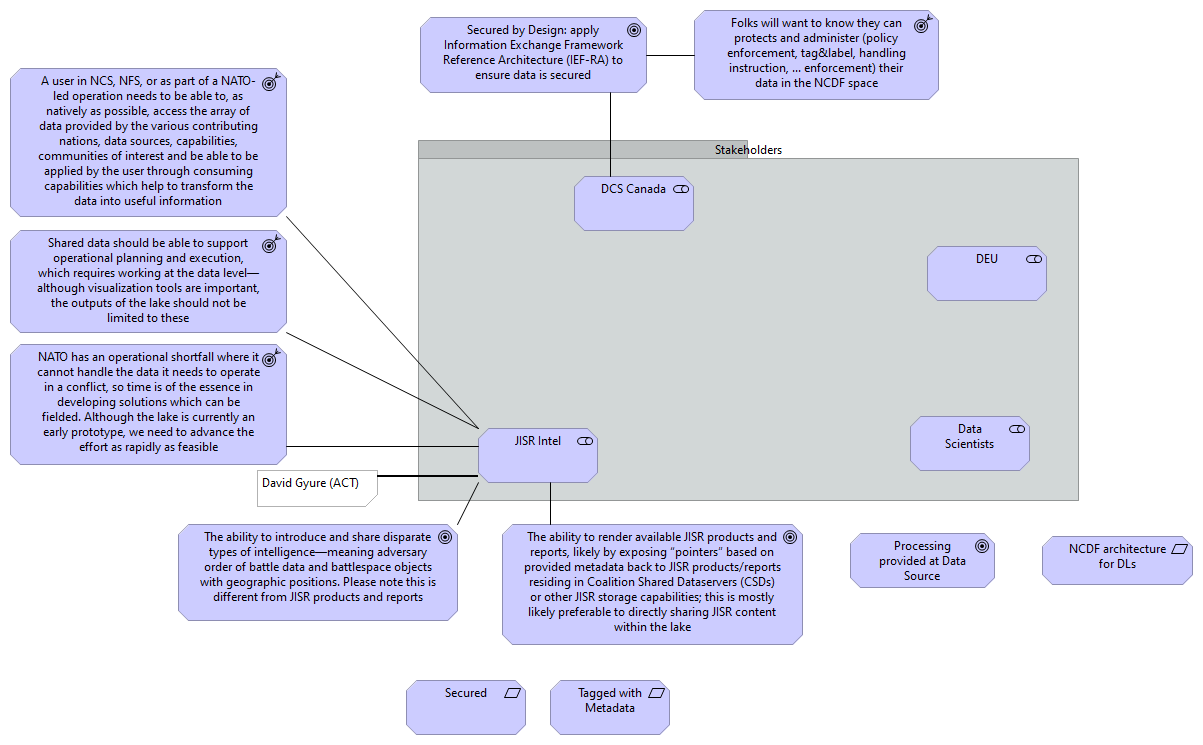 Secured by Design: apply
Information Exchange Framework
Reference Architecture (IEF-RA) to
ensure data is secured
Folks will want to know they can
protects and administer (policy
enforcement, tag&label, handling
instruction, ... enforcement) their
data in the NCDF space
A user in NCS, NFS, or as part of a NATO-
led operation needs to be able to, as
natively as possible, access the array of
data provided by the various contributing
nations, data sources, capabilities,
communities of interest and be able to be
applied by the user through consuming
capabilities which help to transform the
data into useful information
Stakeholders
DCS Canada
Shared data should be able to support
operational planning and execution,
which requires working at the data level—
although visualization tools are important,
the outputs of the lake should not be
limited to these
DEU
NATO has an operational shortfall where it
cannot handle the data it needs to operate
in a conflict, so time is of the essence in
developing solutions which can be
fielded. Although the lake is currently an
early prototype, we need to advance the
effort as rapidly as feasible
JISR Intel
Data
Scientists
David Gyure (ACT)
The ability to introduce and share disparate
types of intelligence—meaning adversary
order of battle data and battlespace objects
with geographic positions. Please note this is
different from JISR products and reports
The ability to render available JISR products and
reports, likely by exposing “pointers” based on
provided metadata back to JISR products/reports
residing in Coalition Shared Dataservers (CSDs)
or other JISR storage capabilities; this is mostly
likely preferable to directly sharing JISR content
within the lake
Processing
provided at Data
Source
NCDF architecture
for DLs
Secured
Tagged with
Metadata